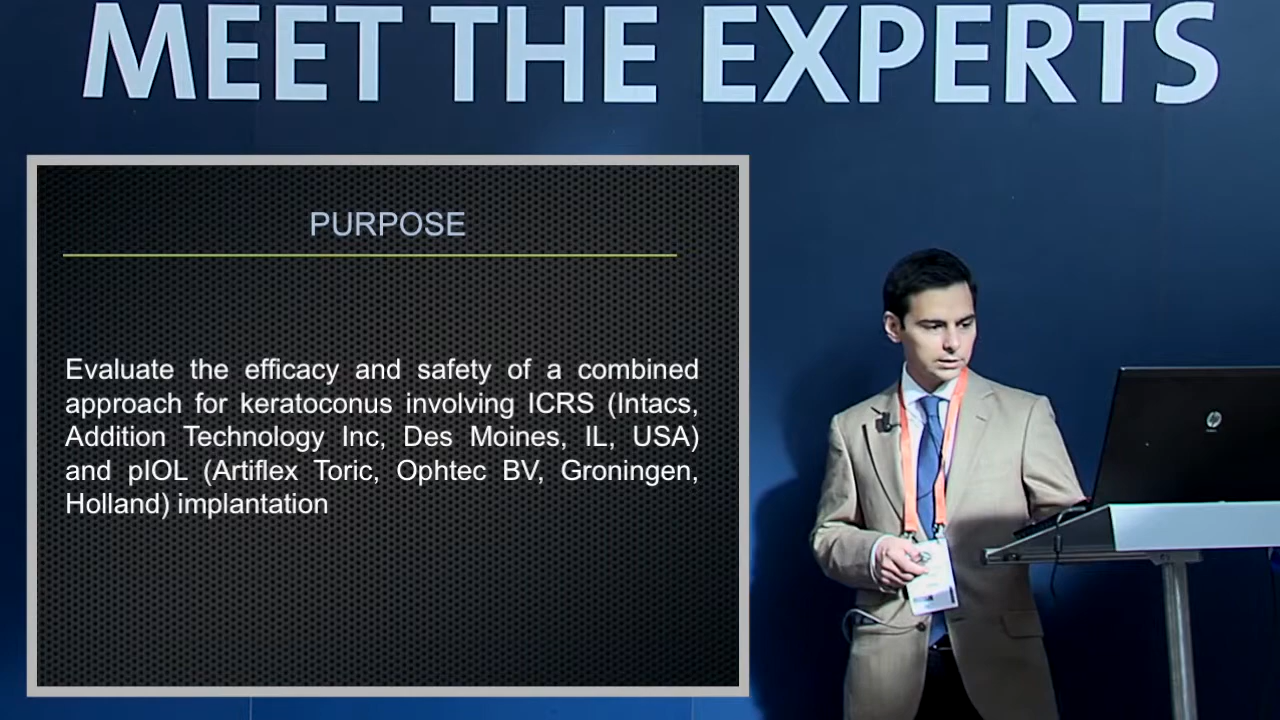 MEET THE EXPERTS
PURPOSE
Evaluate the efficacy and safety of a combined
approach for keratoconus involving ICRS (Intacs,
Addition Technology Inc, Des Moines, IL, USA)
and pIOL (Artiflex Toric, Ophtec BV, Groningen,
Holland) implantation
hp